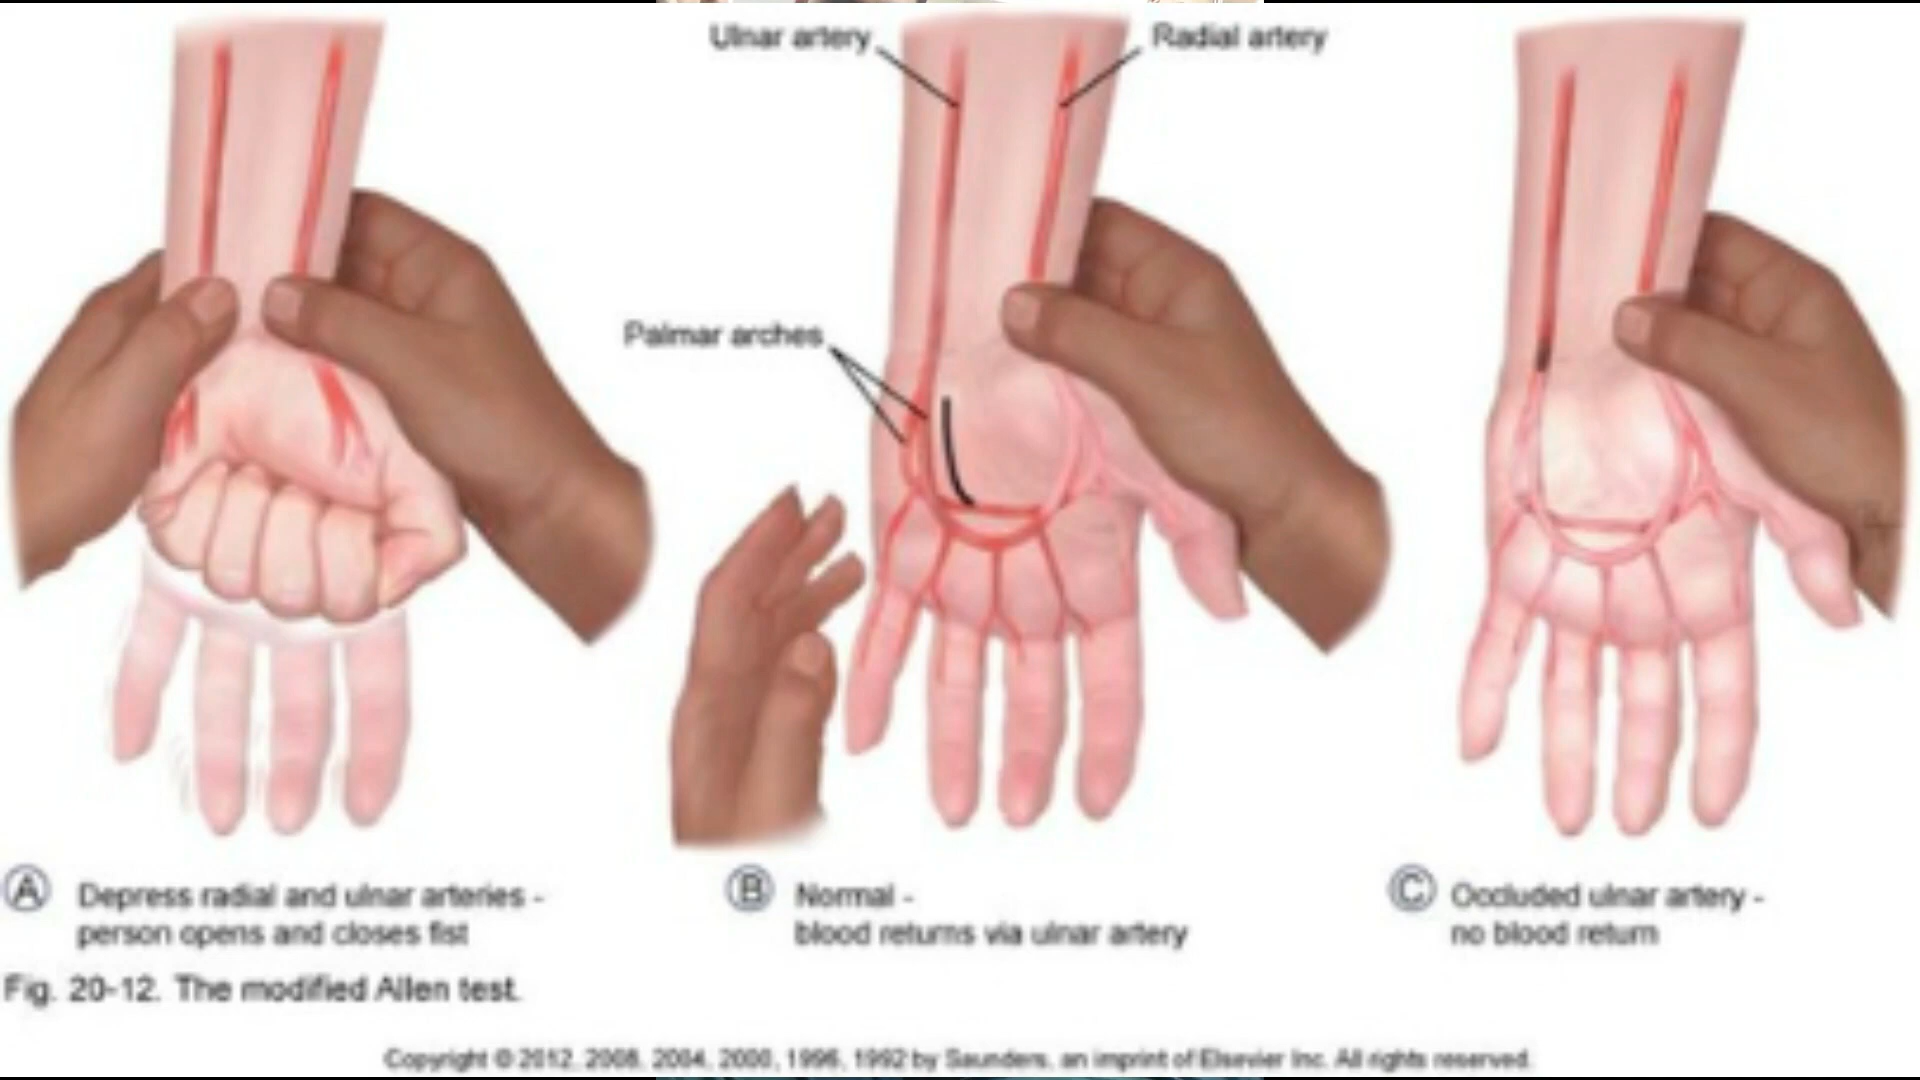 Ulnar artery
Radial artery
Palmar arches
A Depress radial and ulnar arteries -
person opens and closes fist
B Normal -
blood returns via ulnar artery
C Occluded ulnar artery -
no blood return
Fig. 20-12. The modified Allen test.
Copyright © 2012, 2008, 2004, 2000, 1996, 1992 by Saunders, an imprint of Elsevier Inc. All rights reserved.